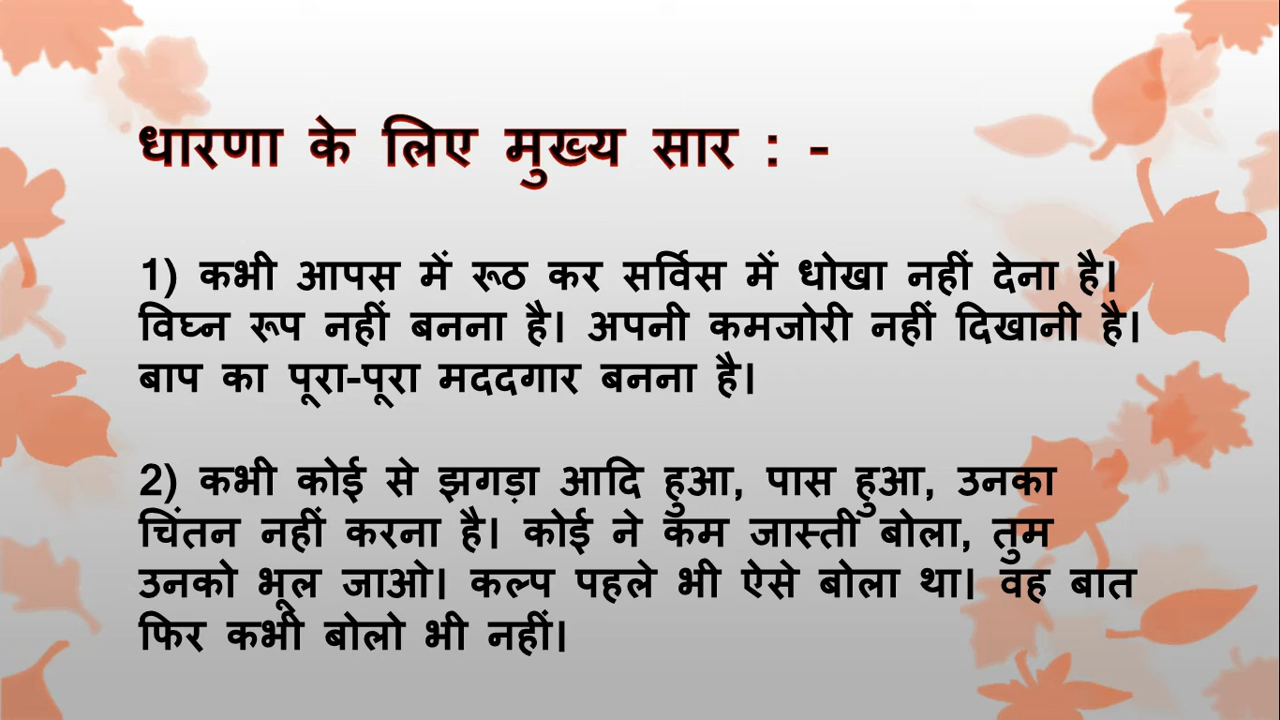 धारणा के लिए मुख्य सार : -
1) कभी आपस में रूठ कर सर्विस में धोखा नहीं देना है।
विघ्न रूप नहीं बनना है। अपनी कमजोरी नहीं दिखानी है।
बाप का पूरा-पूरा मददगार बनना है।
2) कभी कोई से झगड़ा आदि हुआ, पास हुआ, उनका
चिंतन नहीं करना है। कोई ने कम जास्ती बोला, तुम
उनको भूल जाओ। कल्प पहले भी ऐसे बोला था। वह बात
फिर कभी बोलो भी नहीं।